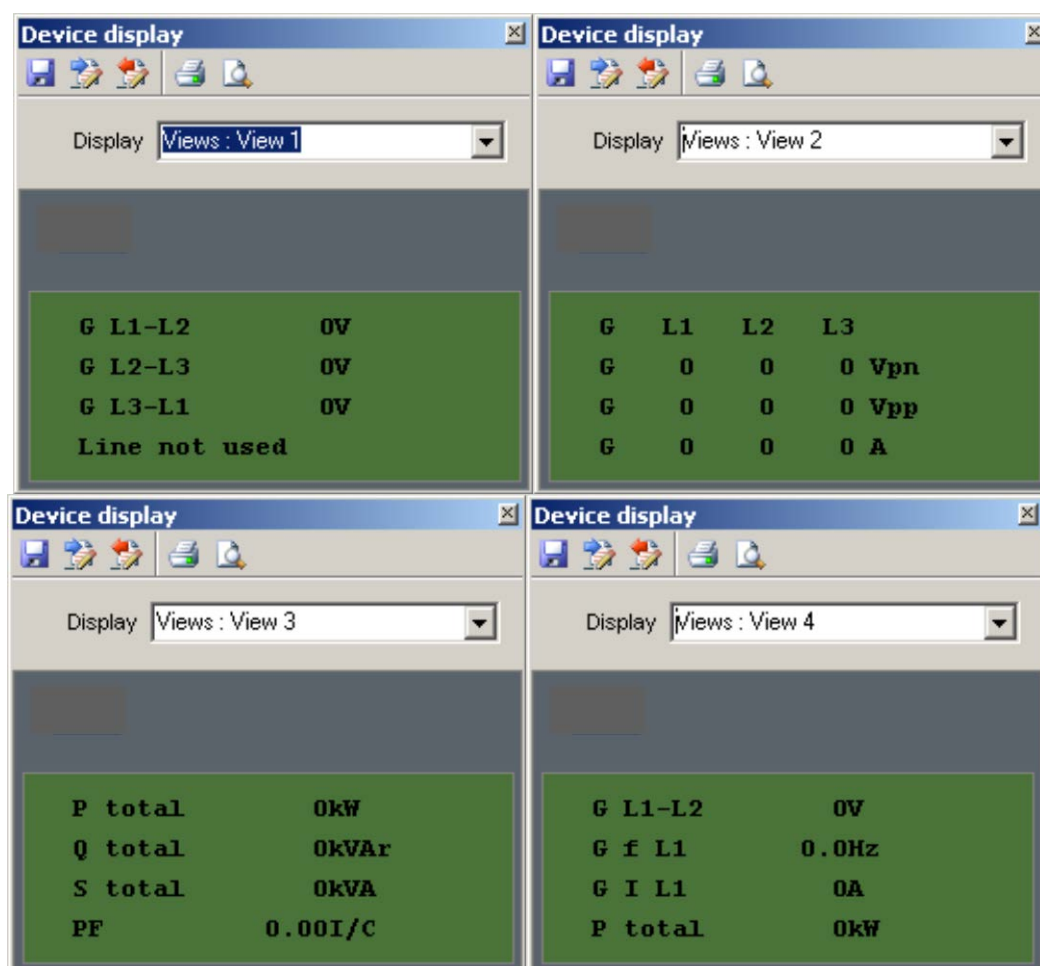 Device display
Display Views : View 1
G L1-L2 0V
G L2-L3 0V
G L3-L1 0V
Line not used
Device display
Display Views : View 2
G L1 L2 L3
G 0 0 0 Vpn
G 0 0 0 Vpp
G 0 0 0 A
Device display
Display Views : View 3
P total 0kW
Q total 0kVAr
S total 0kVA
PF 0.00I/C
Device display
Display Views : View 4
G L1-L2 0V
G f L1 0.0Hz
G I L1 0A
P total 0kW